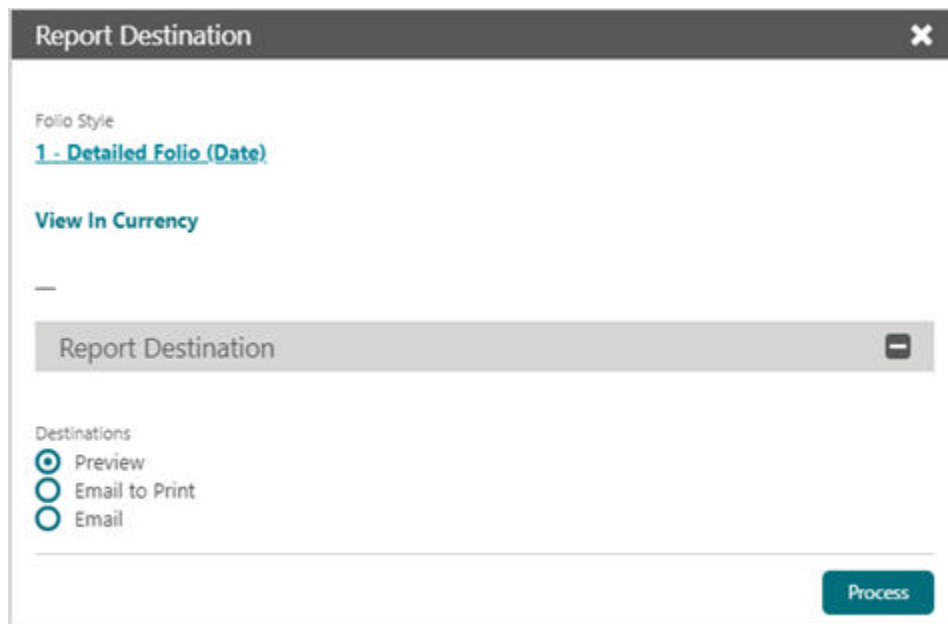 Report Destination
Folio Style
1 - Detailed Folio (Date)
View In Currency
—
Report Destination
Destinations
Preview
Email to Print
Email
Process